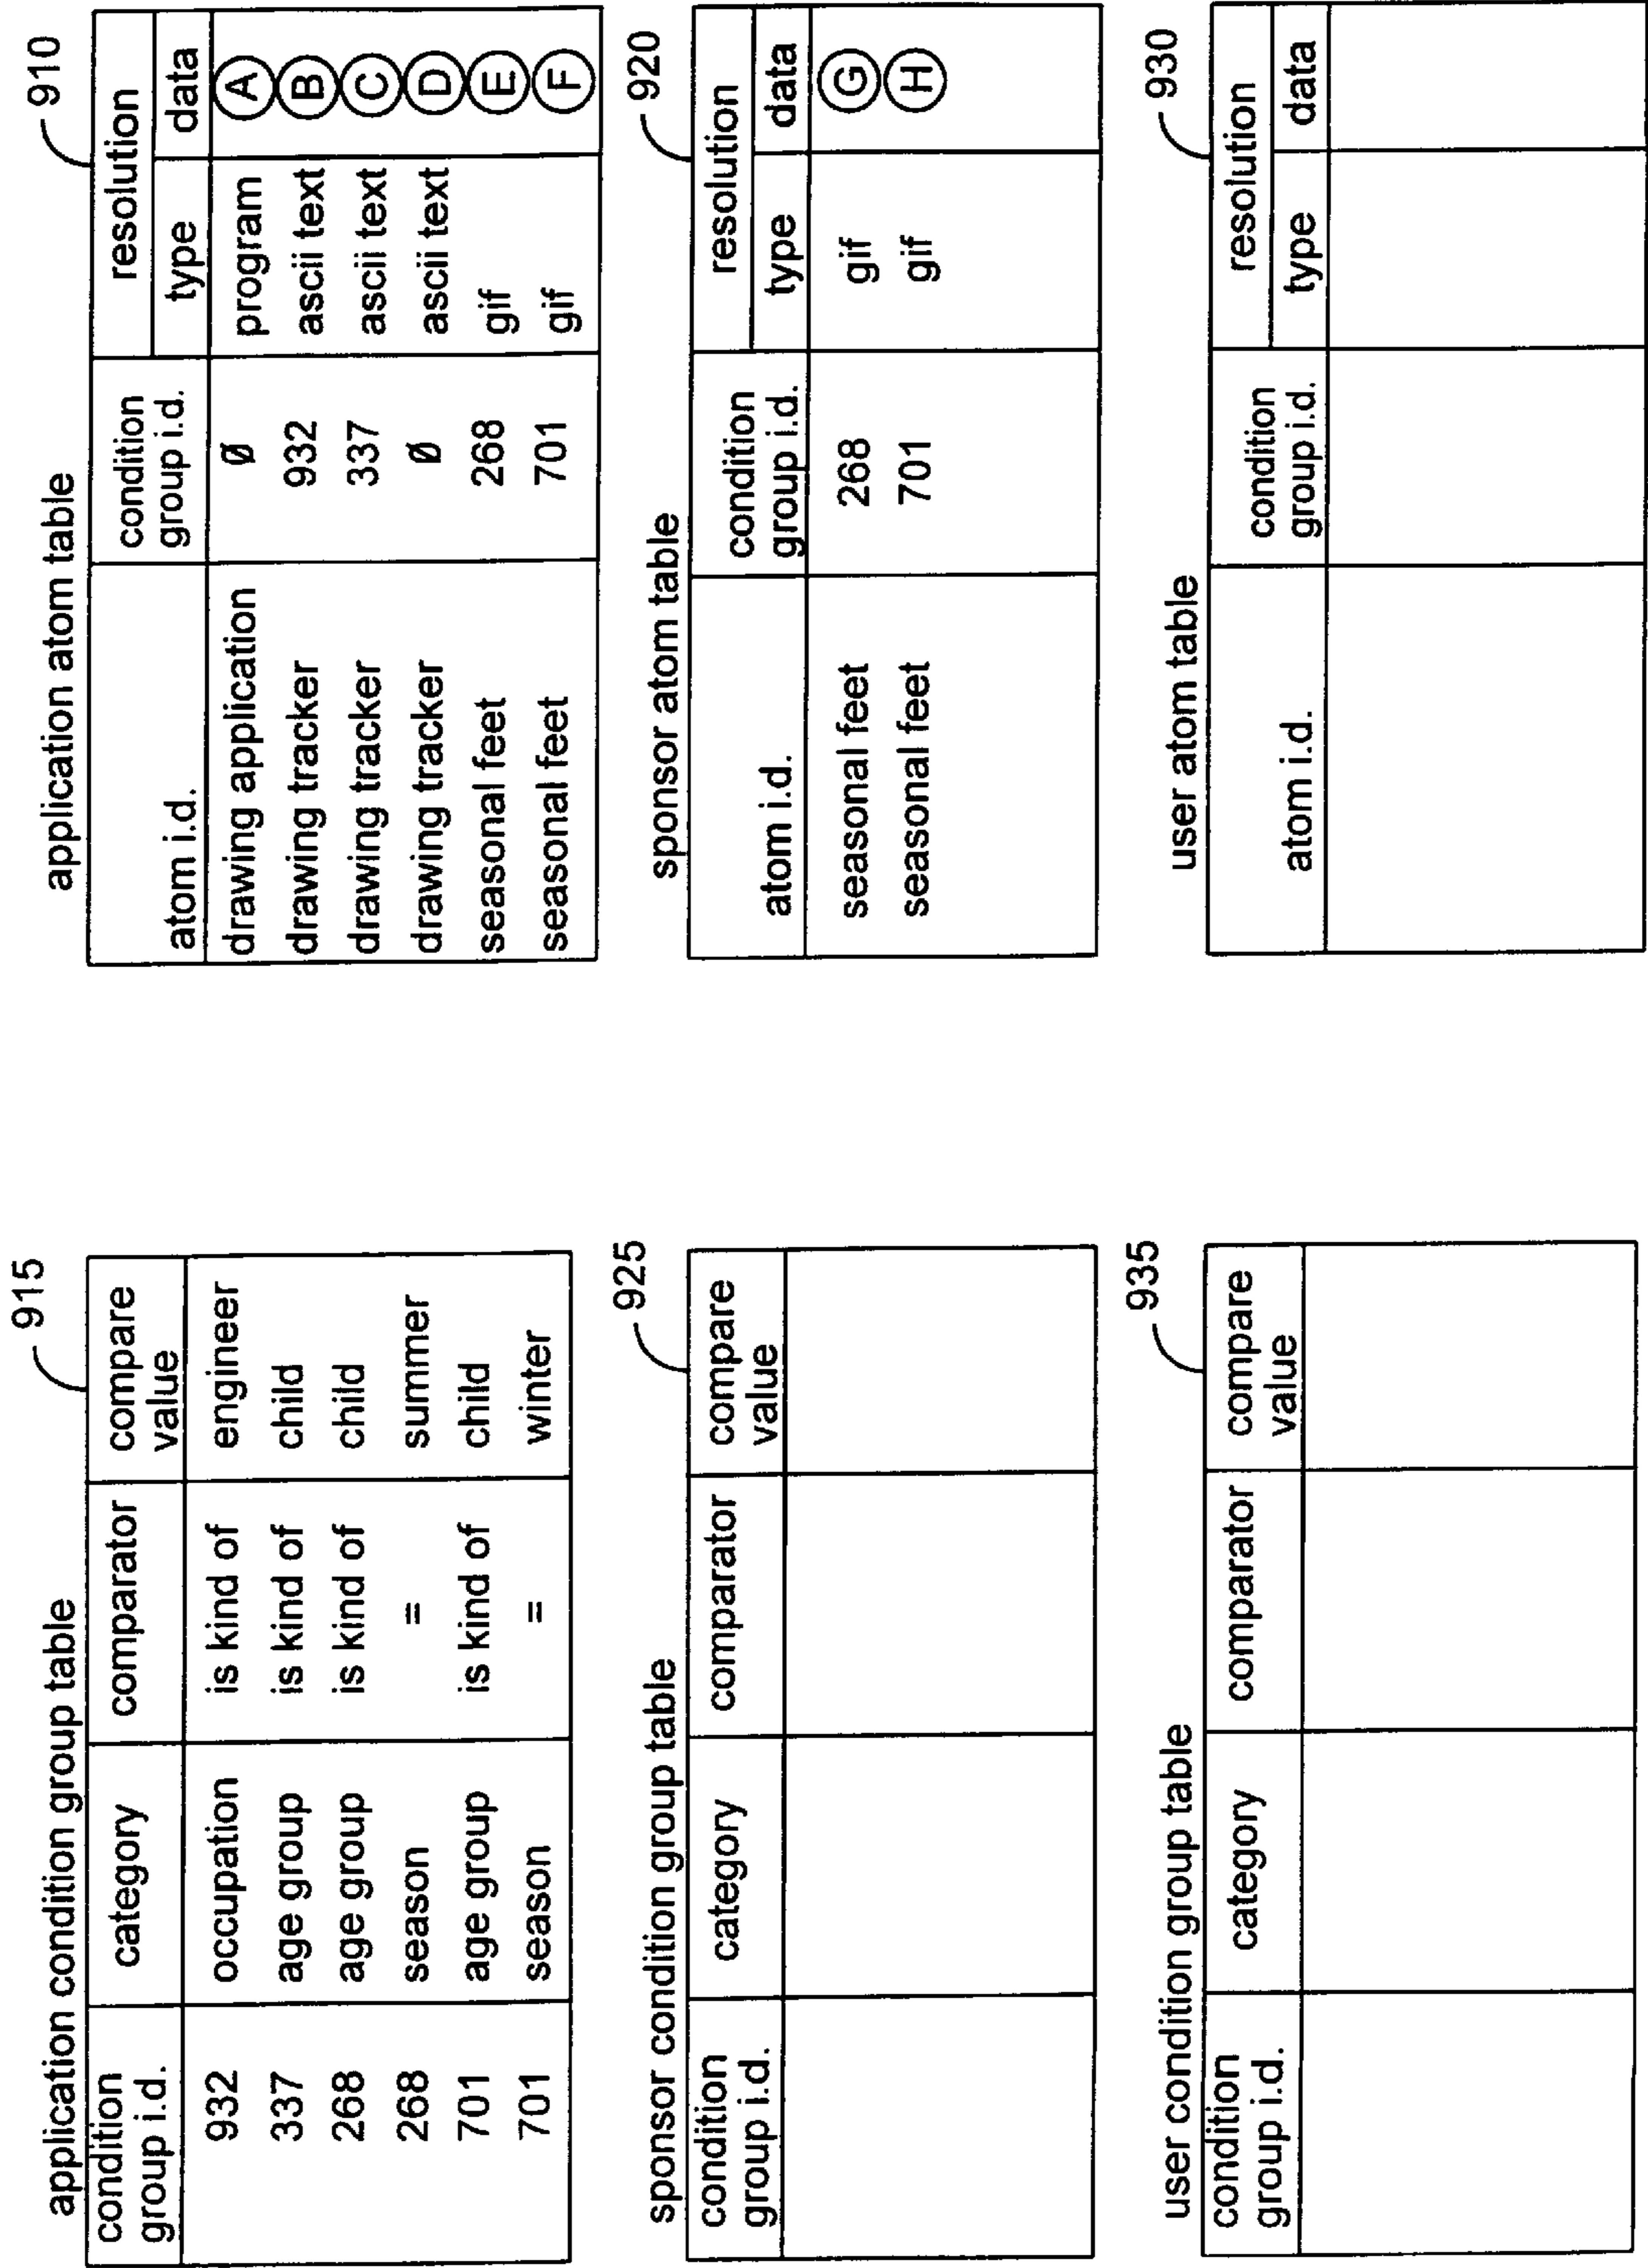 application condition group table
915
condition group i.d. category comparator compare value
932 occupation is kind of engineer
337 age group is kind of child
268 age group is kind of child
268 season = summer
701 age group is kind of child
701 season = winter
application atom table
910
atom i.d. condition group i.d. resolution
type data
drawing application Ø program A
drawing tracker 932 ascii text B
drawing tracker 337 ascii text C
drawing tracker Ø ascii text D
seasonal feet 268 gif E
seasonal feet 701 gif F
sponsor condition group table
925
condition group i.d. category comparator compare value
sponsor atom table
920
atom i.d. condition group i.d. resolution
type data
seasonal feet 268 gif G
seasonal feet 701 gif H
user condition group table
935
condition group i.d. category comparator compare value
user atom table
930
atom i.d. condition group i.d. resolution
type data